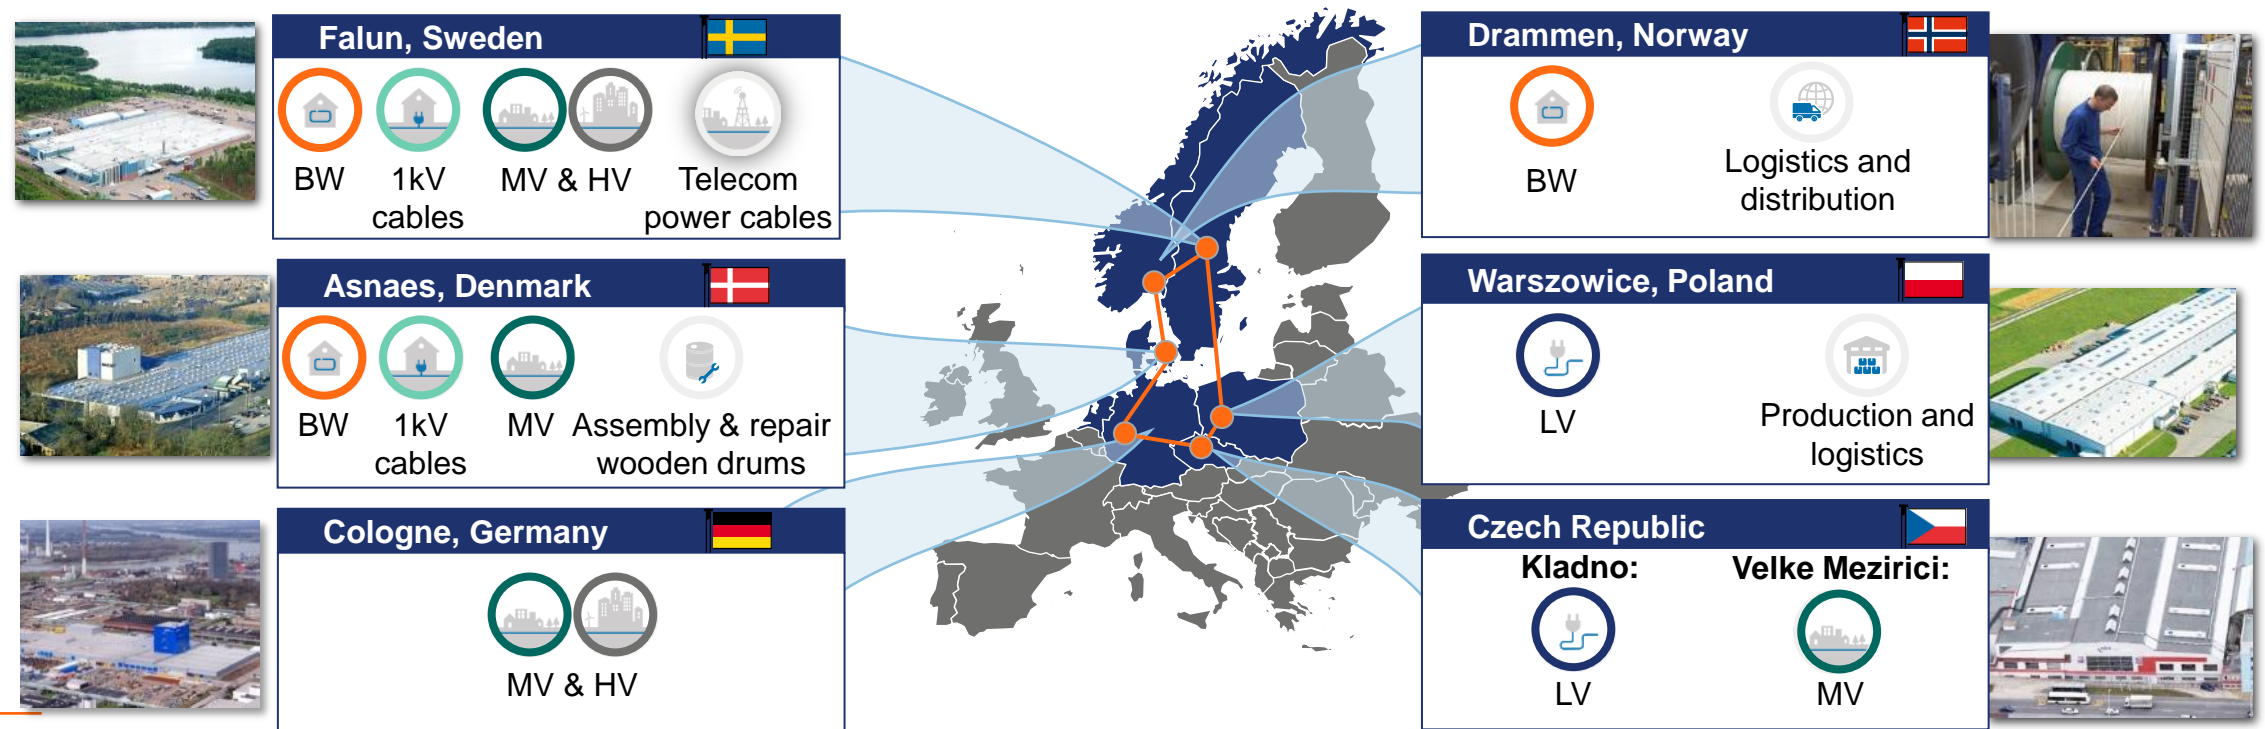 Falun, Sweden
BW
1kV
cables
MV & HV
Telecom
power cables
Asnaes, Denmark
BW
1kV
cables
MV
Assembly & repair
wooden drums
Cologne, Germany
MV & HV
Drammen, Norway
BW
Logistics and
distribution
Warszowice, Poland
LV
Production and
logistics
Czech Republic
Kladno:
LV
Velke Mezirici:
MV